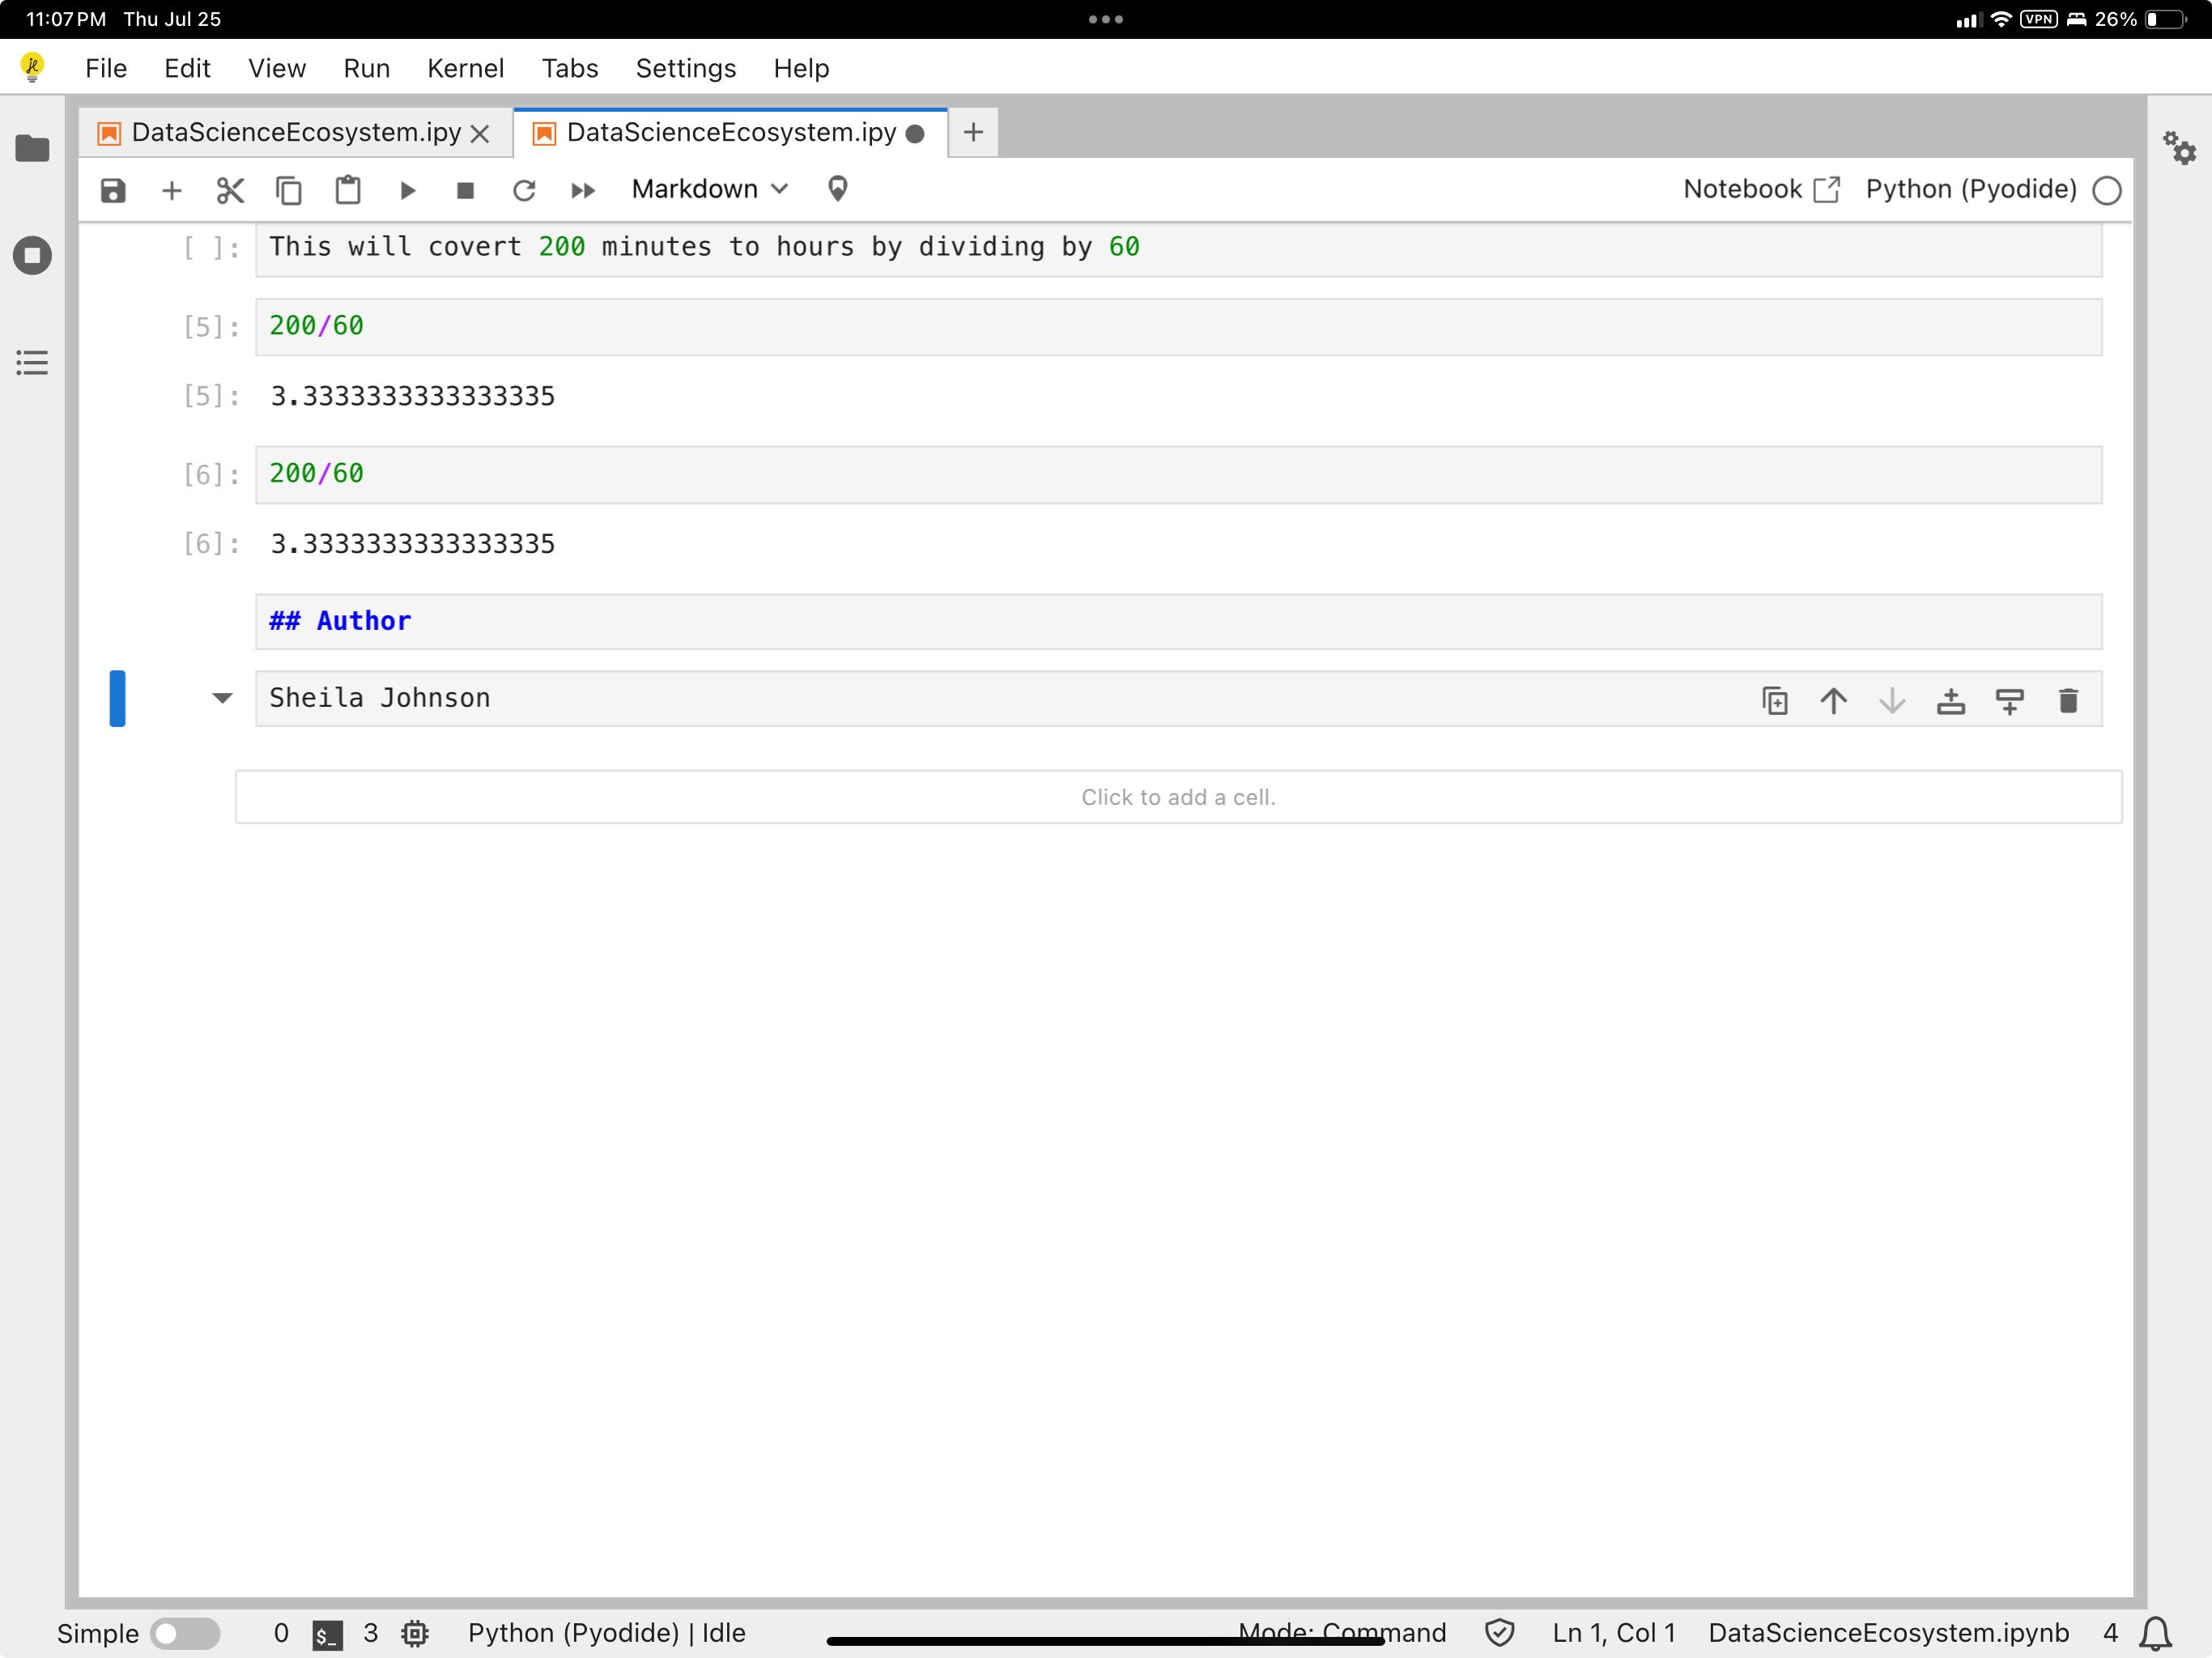 11:07 PM Thu Jul 25
VPN 26%
File Edit View Run Kernel Tabs Settings Help
DataScienceEcosystem.ipy DataScienceEcosystem.ipy
Markdown Notebook Python (Pyodide)
[ ]: This will covert 200 minutes to hours by dividing by 60
[5]: 200/60
[5]: 3.3333333333333335
[6]: 200/60
[6]: 3.3333333333333335
## Author
Sheila Johnson
Click to add a cell.
Simple 0 $_ 3 Python (Pyodide) | Idle Mode: Command Ln 1, Col 1 DataScienceEcosystem.ipynb 4